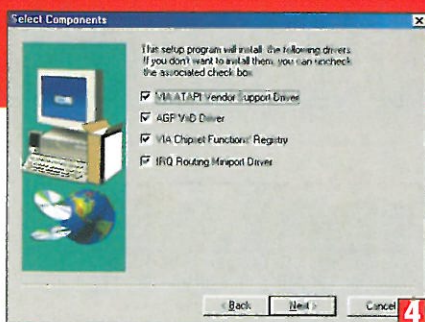 Select Components
This setup program will install the following drivers.
If you don't want to install them, you can uncheck
the associated check box.
VIA ATAPI Vendor Support Driver
AGP VxD Driver
VIA Chipset Functions' Registry
IRQ Routing Miniport Driver
< Back
Next >
Cancel
4